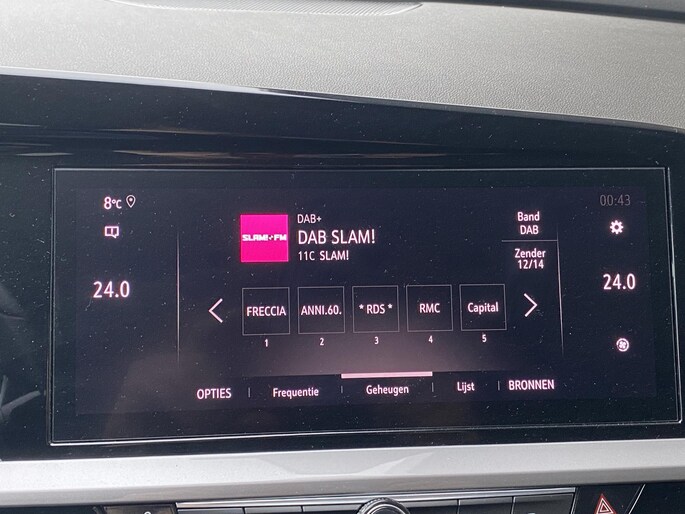 8°C
00:43
SLAM!+FM
DAB+
DAB SLAM!
11C SLAM!
Band
DAB
Zender
12/14
24.0
24.0
FRECCIA
ANNI.60.
* RDS *
RMC
Capital
1
2
3
4
5
OPTIES
Frequentie
Geheugen
Lijst
BRONNEN